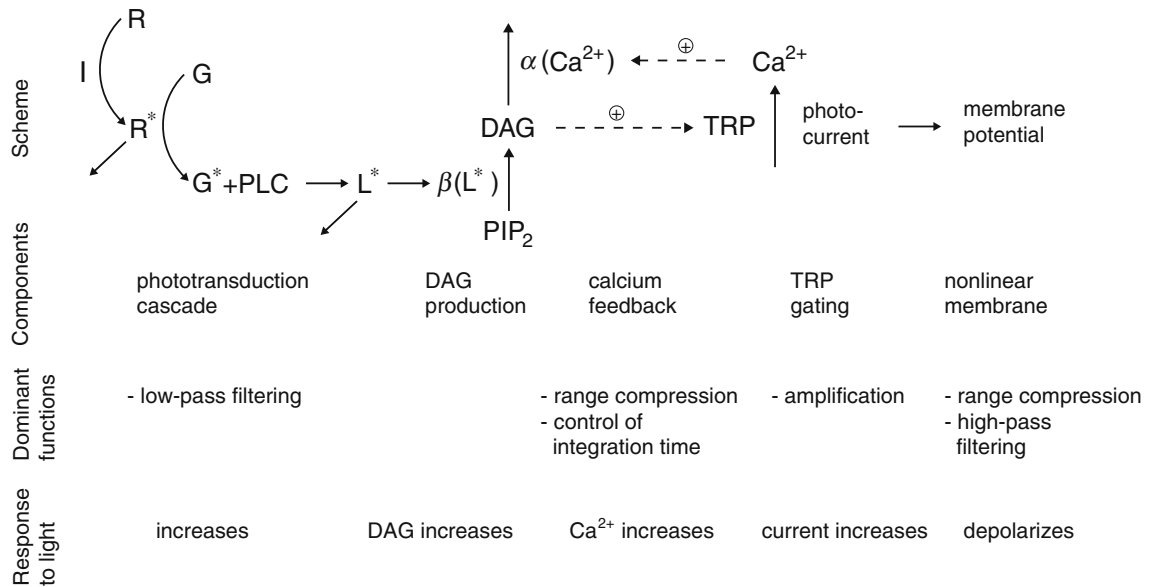 Scheme
R
I
G
R*
G* +PLC
L*
β(L* )
PIP₂
DAG
α(Ca²⁺)
⊕
Ca²⁺
⊕
TRP
photo-
current
membrane
potential
Components
phototransduction
cascade
DAG
production
calcium
feedback
TRP
gating
nonlinear
membrane
Dominant
functions
- low-pass filtering
- range compression
- control of
integration time
- amplification
- range compression
- high-pass
filtering
Response
to light
increases
DAG increases
Ca²⁺ increases
current increases
depolarizes